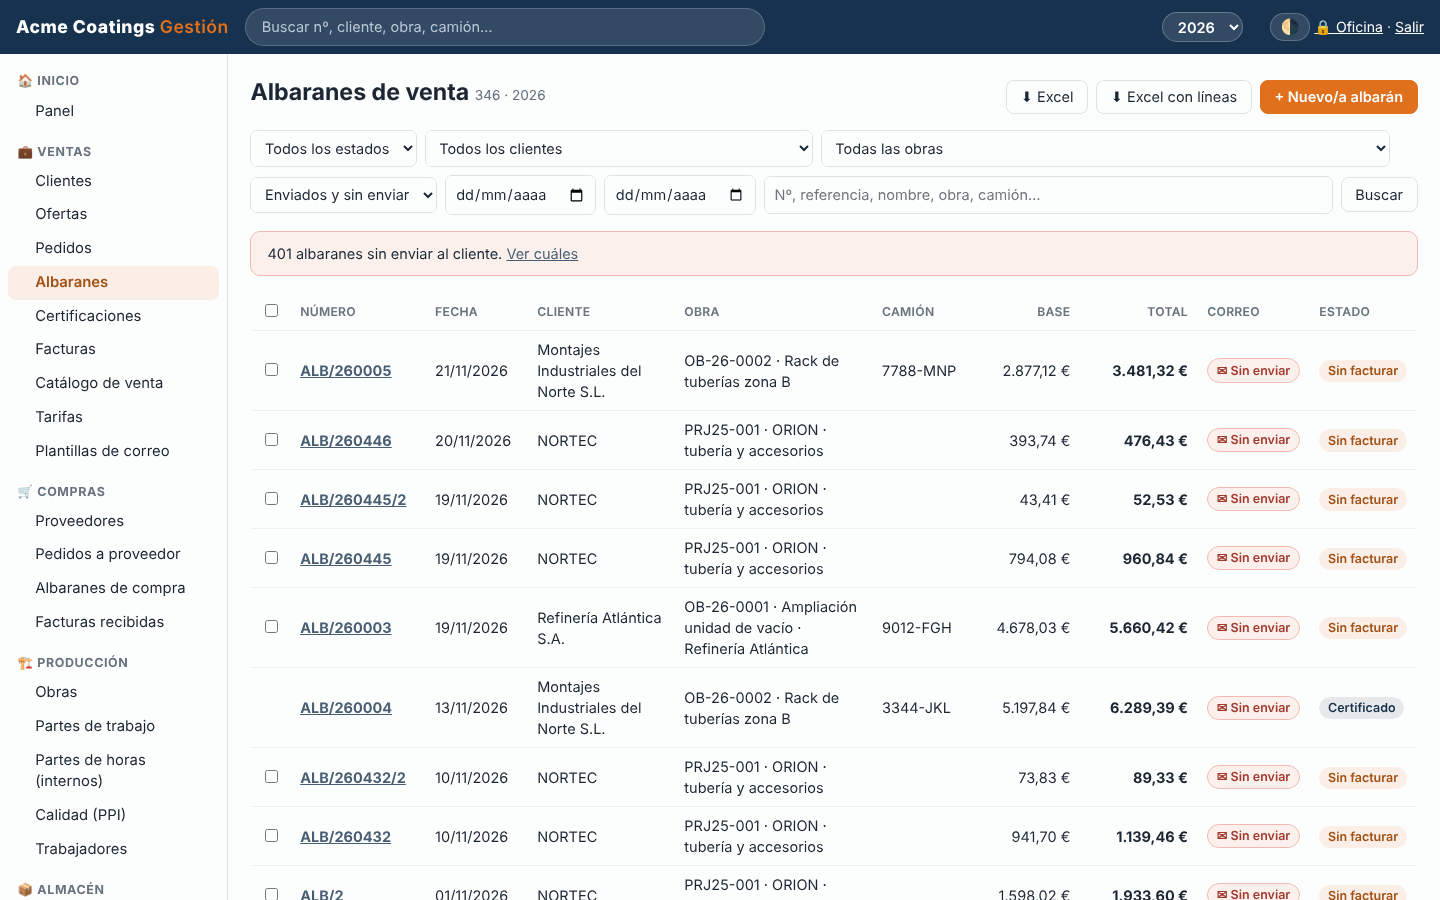 Acme Coatings Gestión
Buscar nº, cliente, obra, camión...
2026
Oficina · Salir
INICIO
Panel
VENTAS
Clientes
Ofertas
Pedidos
Albaranes
Certificaciones
Facturas
Catálogo de venta
Tarifas
Plantillas de correo
COMPRAS
Proveedores
Pedidos a proveedor
Albaranes de compra
Facturas recibidas
PRODUCCIÓN
Obras
Partes de trabajo
Partes de horas
(internos)
Calidad (PPI)
Trabajadores
ALMACÉN
Albaranes de venta 346 · 2026
⬇ Excel
⬇ Excel con líneas
+ Nuevo/a albarán
Todos los estados
Todos los clientes
Todas las obras
Enviados y sin enviar
dd/mm/aaaa
dd/mm/aaaa
Nº, referencia, nombre, obra, camión...
Buscar
401 albaranes sin enviar al cliente. Ver cuáles
NÚMERO FECHA CLIENTE OBRA CAMIÓN BASE TOTAL CORREO ESTADO
Montajes
Industriales del
Norte S.L.
ALB/260005 21/11/2026 OB-26-0002 · Rack de
tuberías zona B
7788-MNP 2.877,12 € 3.481,32 € ✉ Sin enviar Sin facturar
ALB/260446 20/11/2026 NORTEC PRJ25-001 · ORION ·
tubería y accesorios
393,74 € 476,43 € ✉ Sin enviar Sin facturar
ALB/260445/2 19/11/2026 NORTEC PRJ25-001 · ORION ·
tubería y accesorios
43,41 € 52,53 € ✉ Sin enviar Sin facturar
ALB/260445 19/11/2026 NORTEC PRJ25-001 · ORION ·
tubería y accesorios
794,08 € 960,84 € ✉ Sin enviar Sin facturar
ALB/260003 19/11/2026 Refinería Atlántica
S.A.
OB-26-0001 · Ampliación
unidad de vacío ·
Refinería Atlántica
9012-FGH 4.678,03 € 5.660,42 € ✉ Sin enviar Sin facturar
ALB/260004 13/11/2026 Montajes
Industriales del
Norte S.L.
OB-26-0002 · Rack de
tuberías zona B
3344-JKL 5.197,84 € 6.289,39 € ✉ Sin enviar Certificado
ALB/260432/2 10/11/2026 NORTEC PRJ25-001 · ORION ·
tubería y accesorios
73,83 € 89,33 € ✉ Sin enviar Sin facturar
ALB/260432 10/11/2026 NORTEC PRJ25-001 · ORION ·
tubería y accesorios
941,70 € 1.139,46 € ✉ Sin enviar Sin facturar
ALB/2 01/11/2026 NORTEC PRJ25-001 · ORION ·
1.598,02 € 1.933,60 € ✉ Sin enviar Sin facturar